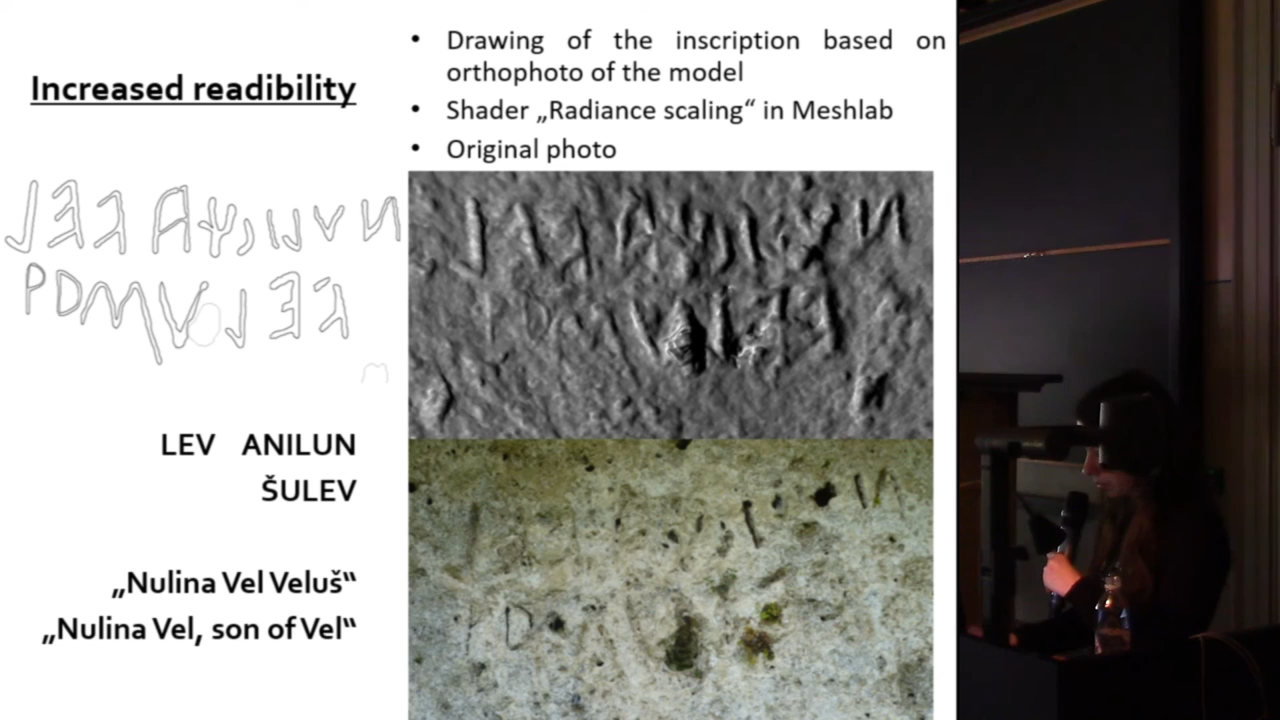 Increased readibility
LEV ANILUN
ŠULEV
„Nulina Vel Veluš“
„Nulina Vel, son of Vel“
• Drawing of the inscription based on
orthophoto of the model
• Shader „Radiance scaling“ in Meshlab
• Original photo